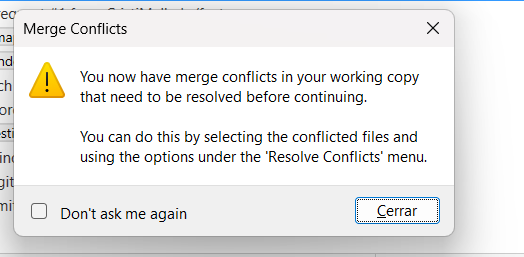 Merge Conflicts
You now have merge conflicts in your working copy
that need to be resolved before continuing.
You can do this by selecting the conflicted files and
using the options under the 'Resolve Conflicts' menu.
Don't ask me again
Cerrar